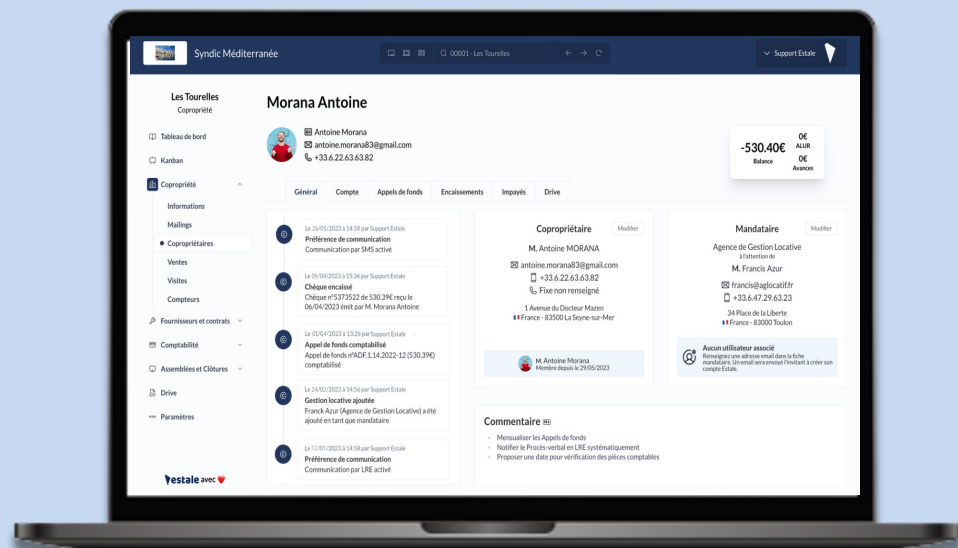 Syndic Méditerranée
00001 - Les Tourelles
Support Estale
Les Tourelles
Copropriété
Tableau de bord
Kanban
Copropriété
Informations
Mailings
Copropriétaires
Ventes
Visites
Compteurs
Fournisseurs et contrats
Comptabilité
Assemblées et Clôtures
Drive
Paramètres
estale avec
Morana Antoine
Antoine Morana
antoine.morana83@gmail.com
+33.6.22.63.63.82
-530.40€
Balance
0€
ALUR
0€
Avances
Général Compte Appels de fonds Encaissements Impayés Drive
Le 26/05/2023 à 14:58 par Support Estale
Préférence de communication
Communication par SMS activé
Le 06/04/2023 à 15:36 par Support Estale
Chèque encaissé
Chèque n°5373522 de 530.39€ reçu le
06/04/2023 émit par M. Morana Antoine
Le 01/04/2023 à 13:26 par Support Estale
Appel de fonds comptabilisé
Appel de fonds n°ADF.1.14.2022-12 (530.39€)
comptabilisé
Le 24/02/2023 à 14:56 par Support Estale
Gestion locative ajoutée
Franck Azur (Agence de Gestion Locative) a été
ajouté en tant que mandataire
Le 12/01/2023 à 14:58 par Support Estale
Préférence de communication
Communication par LRE activé
Copropriétaire
Modifier
M. Antoine MORANA
antoine.morana83@gmail.com
+33.6.22.63.63.82
Fixe non renseigné
1 Avenue du Docteur Mazen
France - 83500 La Seyne-sur-Mer
M. Antoine Morana
Membre depuis le 29/05/2023
Mandataire
Modifier
Agence de Gestion Locative
à l'attention de
M. Francis Azur
francis@aglocatif.fr
+33.6.47.29.63.23
34 Place de la Liberte
France - 83000 Toulon
Aucun utilisateur associé
Renseignez une adresse email dans la fiche
mandataire. Un email sera envoyé l'invitant à créer son
compte Estale.
Commentaire
Mensualiser les Appels de fonds
Notifier le Procès-verbal en LRE systématiquement
Proposer une date pour vérification des pièces comptables